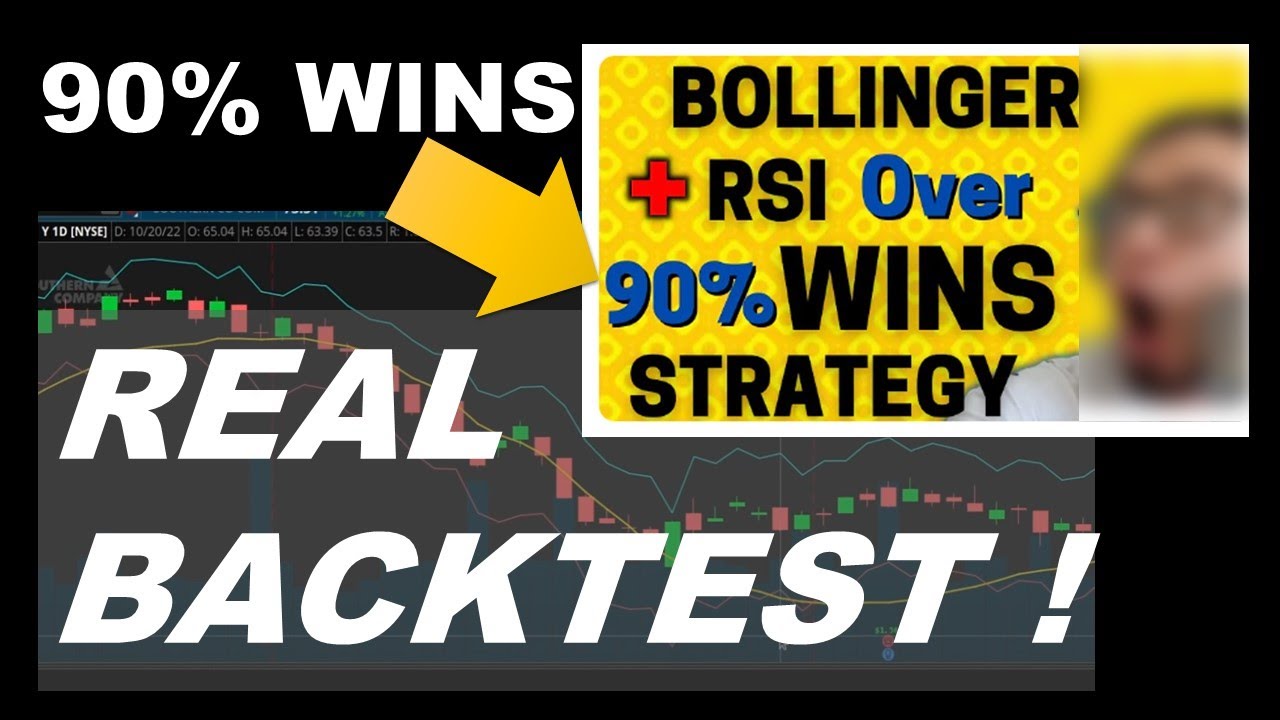 90% WINS
BOLLINGER
+ RSI Over
90% WINS
STRATEGY
Y 1D [NYSE] D: 10/20/22 O: 65.04 H: 65.04 L: 63.39 C: 63.5 R:
COMPANY
REAL
BACKTEST !